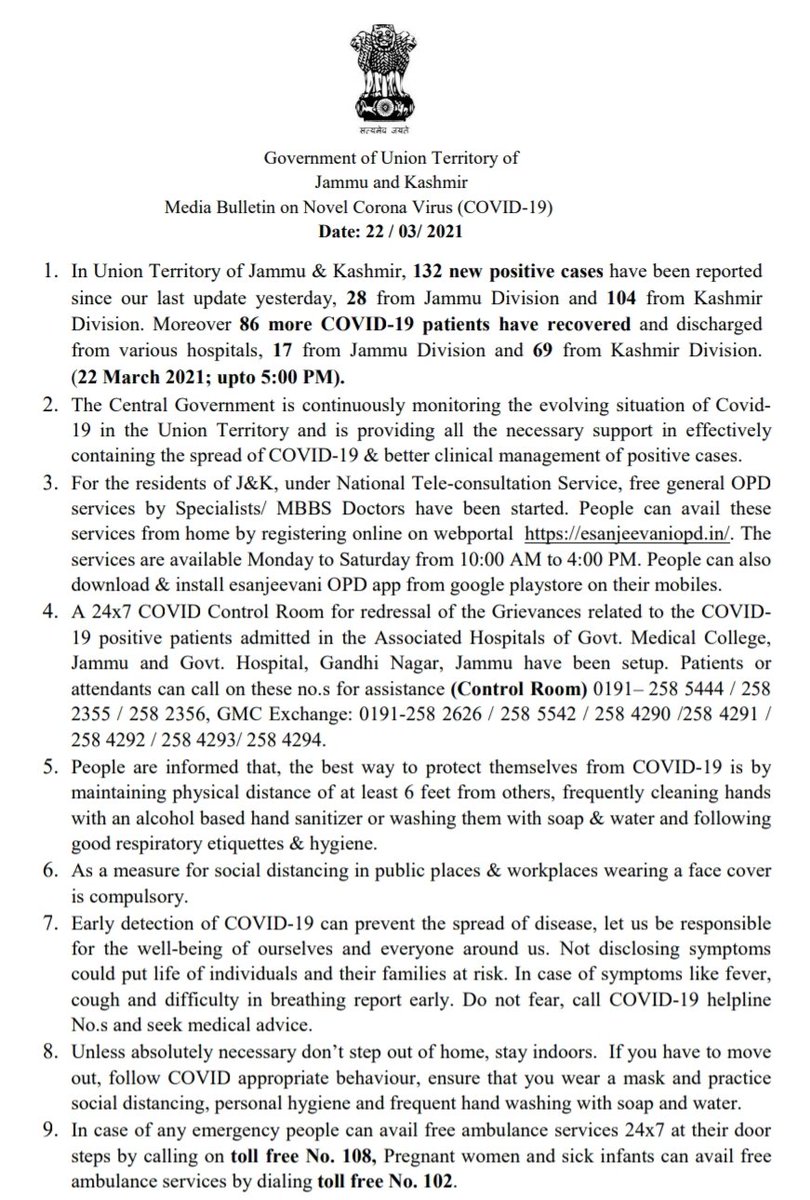 सत्यमेव जयते
Government of Union Territory of
Jammu and Kashmir
Media Bulletin on Novel Corona Virus (COVID-19)
Date: 22 / 03/ 2021
1. In Union Territory of Jammu & Kashmir, 132 new positive cases have been reported
since our last update yesterday, 28 from Jammu Division and 104 from Kashmir
Division. Moreover 86 more COVID-19 patients have recovered and discharged
from various hospitals, 17 from Jammu Division and 69 from Kashmir Division.
(22 March 2021; upto 5:00 PM).
2. The Central Government is continuously monitoring the evolving situation of Covid-
19 in the Union Territory and is providing all the necessary support in effectively
containing the spread of COVID-19 & better clinical management of positive cases.
3. For the residents of J&K, under National Tele-consultation Service, free general OPD
services by Specialists/ MBBS Doctors have been started. People can avail these
services from home by registering online on webportal https://esanjeevaniopd.in/. The
services are available Monday to Saturday from 10:00 AM to 4:00 PM. People can also
download & install esanjeevani OPD app from google playstore on their mobiles.
4. A 24x7 COVID Control Room for redressal of the Grievances related to the COVID-
19 positive patients admitted in the Associated Hospitals of Govt. Medical College,
Jammu and Govt. Hospital, Gandhi Nagar, Jammu have been setup. Patients or
attendants can call on these no.s for assistance (Control Room) 0191– 258 5444 / 258
2355 / 258 2356, GMC Exchange: 0191-258 2626 / 258 5542 / 258 4290 /258 4291 /
258 4292 / 258 4293/ 258 4294.
5. People are informed that, the best way to protect themselves from COVID-19 is by
maintaining physical distance of at least 6 feet from others, frequently cleaning hands
with an alcohol based hand sanitizer or washing them with soap & water and following
good respiratory etiquettes & hygiene.
6. As a measure for social distancing in public places & workplaces wearing a face cover
is compulsory.
7. Early detection of COVID-19 can prevent the spread of disease, let us be responsible
for the well-being of ourselves and everyone around us. Not disclosing symptoms
could put life of individuals and their families at risk. In case of symptoms like fever,
cough and difficulty in breathing report early. Do not fear, call COVID-19 helpline
No.s and seek medical advice.
8. Unless absolutely necessary don’t step out of home, stay indoors. If you have to move
out, follow COVID appropriate behaviour, ensure that you wear a mask and practice
social distancing, personal hygiene and frequent hand washing with soap and water.
9. In case of any emergency people can avail free ambulance services 24x7 at their door
steps by calling on toll free No. 108, Pregnant women and sick infants can avail free
ambulance services by dialing toll free No. 102.